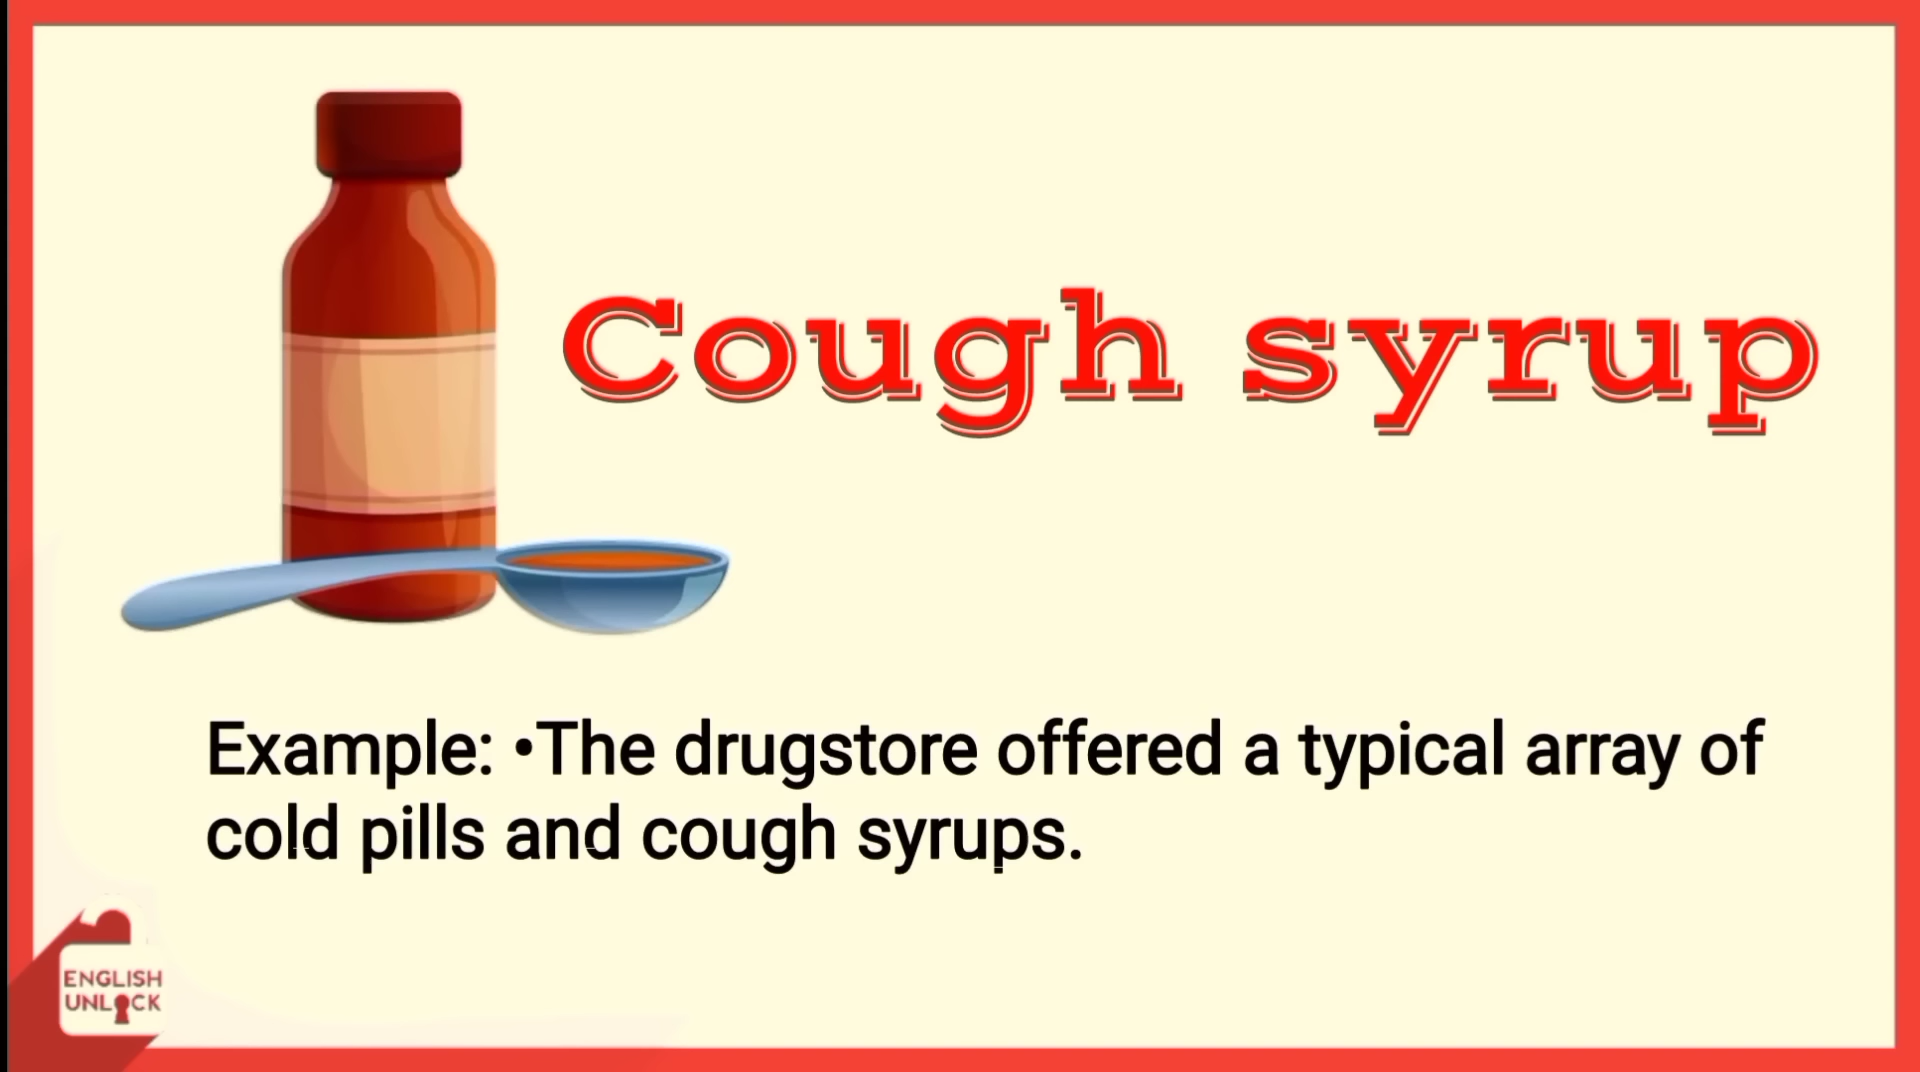 Cough syrup
Example: •The drugstore offered a typical array of
cold pills and cough syrups.
ENGLISH
UNLOCK